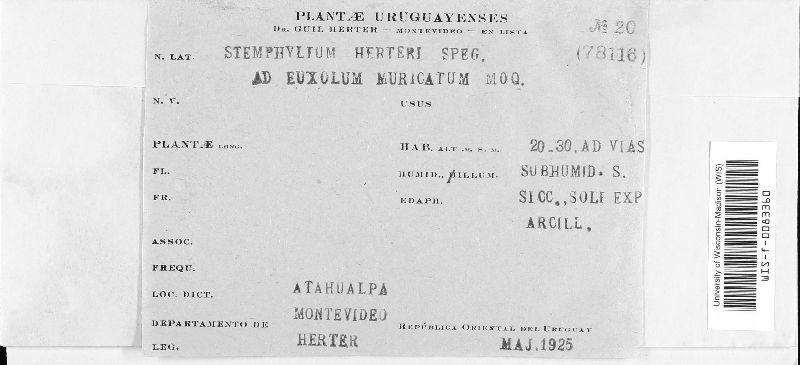 PLANTÆ URUGUAYENSES
Dr. GUIL HERTER – MONTEVIDEO – EN LISTA № 20
N. LAT. STEMPHYLIUM HERTERI SPEG. (78116)
AD EUXOLUM MURICATUM MOQ.
N. V. USUS
PLANTÆ LONG. HAB. ALT .M. S. M. 20-30, AD VIAS
FL. HUMID., ILLUM. SUBHUMID. S.
FR. EDAPH. SICC., SOLI EXP
ARCILL.
ASSOC.
FREQU.
LOC. DICT. ATAHUALPA
MONTEVIDEO
DEPARTAMENTO DE REPÚBLICA ORIENTAL DEL URUGUAY
LEG. HERTER MAJ.1925
University of Wisconsin-Madison (WIS)
WIS-f-0083360